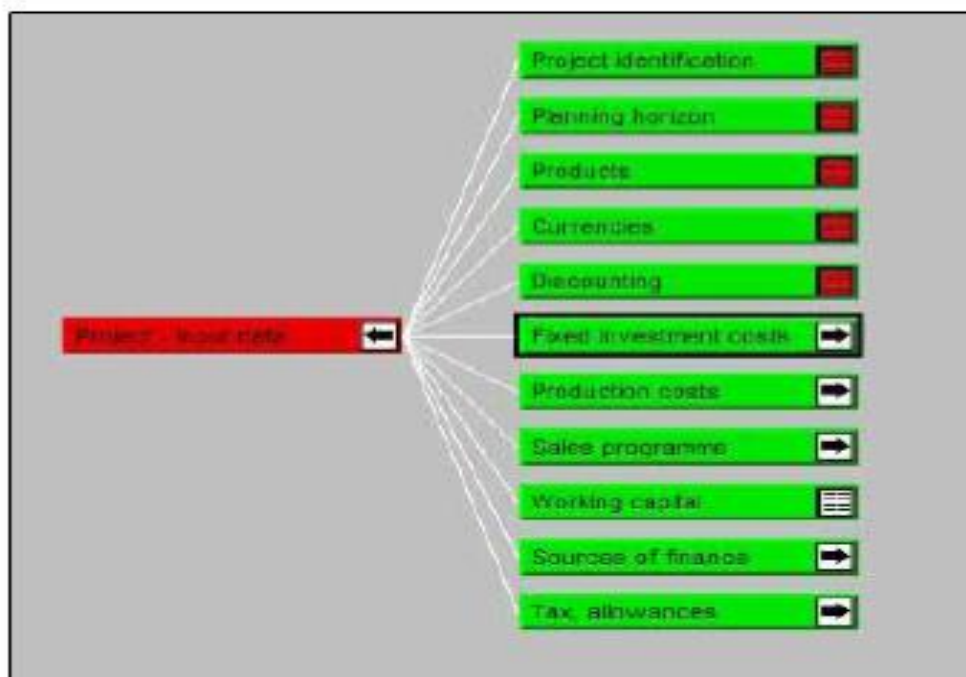 Project identification
Planning horizon
Products
Currencies
Discounting
Project - input data
Fixed investment costs
Production costs
Sales programme
Working capital
Sources of finance
Tax, allowances